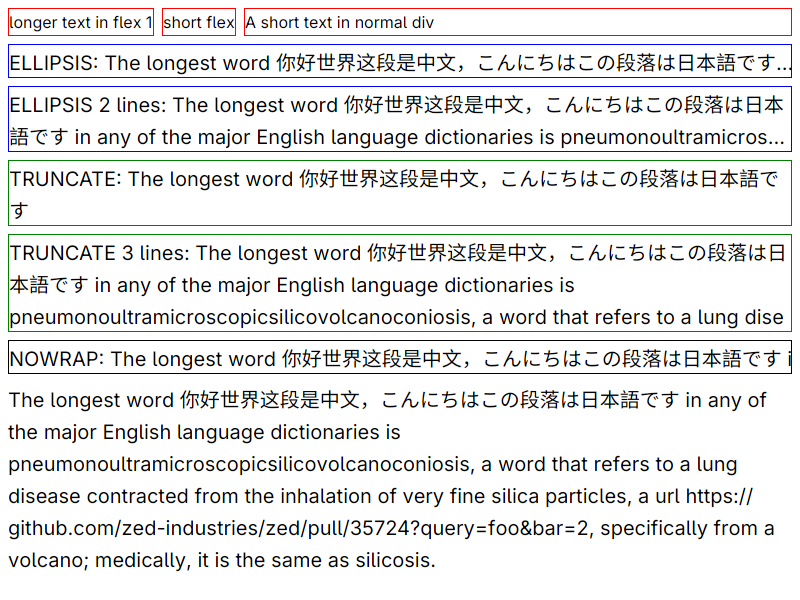 longer text in flex 1 short flex A short text in normal div
ELLIPSIS: The longest word 你好世界这段是中文，こんにちはこの段落は日本語です...
ELLIPSIS 2 lines: The longest word 你好世界这段是中文，こんにちはこの段落は日本
語です in any of the major English language dictionaries is pneumonoultramicros...
TRUNCATE: The longest word 你好世界这段是中文，こんにちはこの段落は日本語で
す
TRUNCATE 3 lines: The longest word 你好世界这段是中文，こんにちはこの段落は日
本語です in any of the major English language dictionaries is
pneumonoultramicroscopicsilicovolcanoconiosis, a word that refers to a lung dise
NOWRAP: The longest word 你好世界这段是中文，こんにちはこの段落は日本語です i
The longest word 你好世界这段是中文，こんにちはこの段落は日本語です in any of
the major English language dictionaries is
pneumonoultramicroscopicsilicovolcanoconiosis, a word that refers to a lung
disease contracted from the inhalation of very fine silica particles, a url https://
github.com/zed-industries/zed/pull/35724?query=foo&bar=2, specifically from a
volcano; medically, it is the same as silicosis.